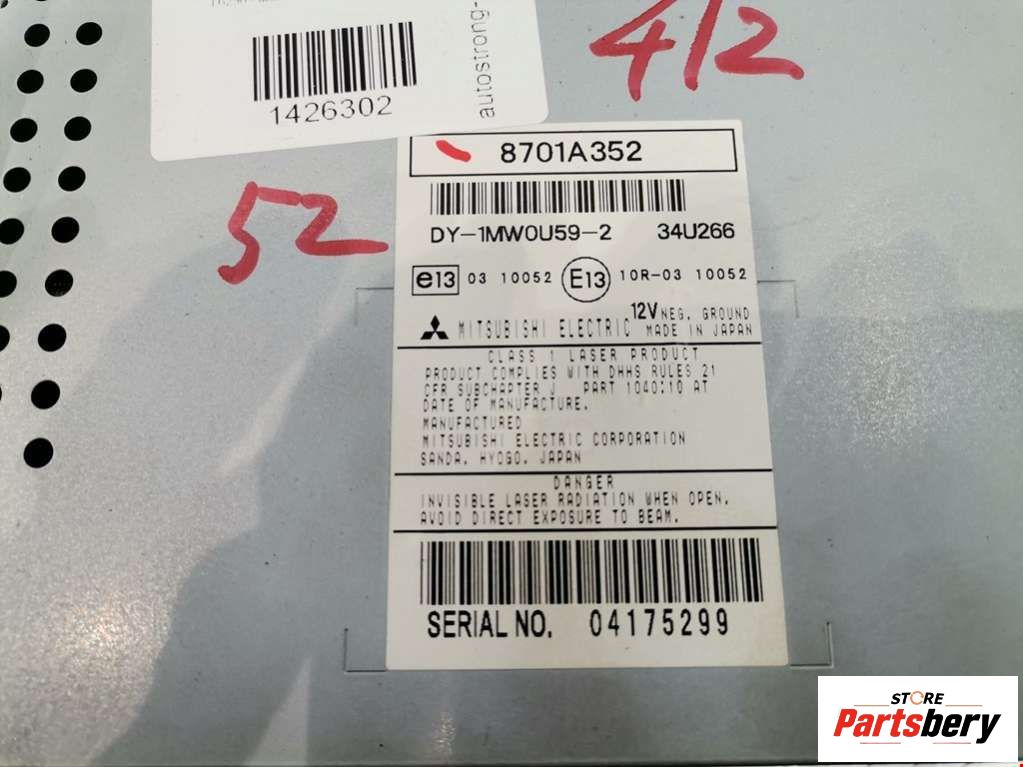 1426302
autostrong-
412
52
8701A352
DY-1MW0U59-2 34U266
e13 03 10052 E13 10R-03 10052
12V NEG. GROUND
MITSUBISHI ELECTRIC MADE IN JAPAN
CLASS 1 LASER PRODUCT
PRODUCT COMPLIES WITH DHHS RULES 21
CFR SUBCHAPTER J PART 1040:10 AT
DATE OF MANUFACTURE.
MANUFACTURED
MITSUBISHI ELECTRIC CORPORATION
SANDA, HYOGO, JAPAN
DANGER
INVISIBLE LASER RADIATION WHEN OPEN.
AVOID DIRECT EXPOSURE TO BEAM.
SERIAL NO. 04175299
STORE
Partsbery